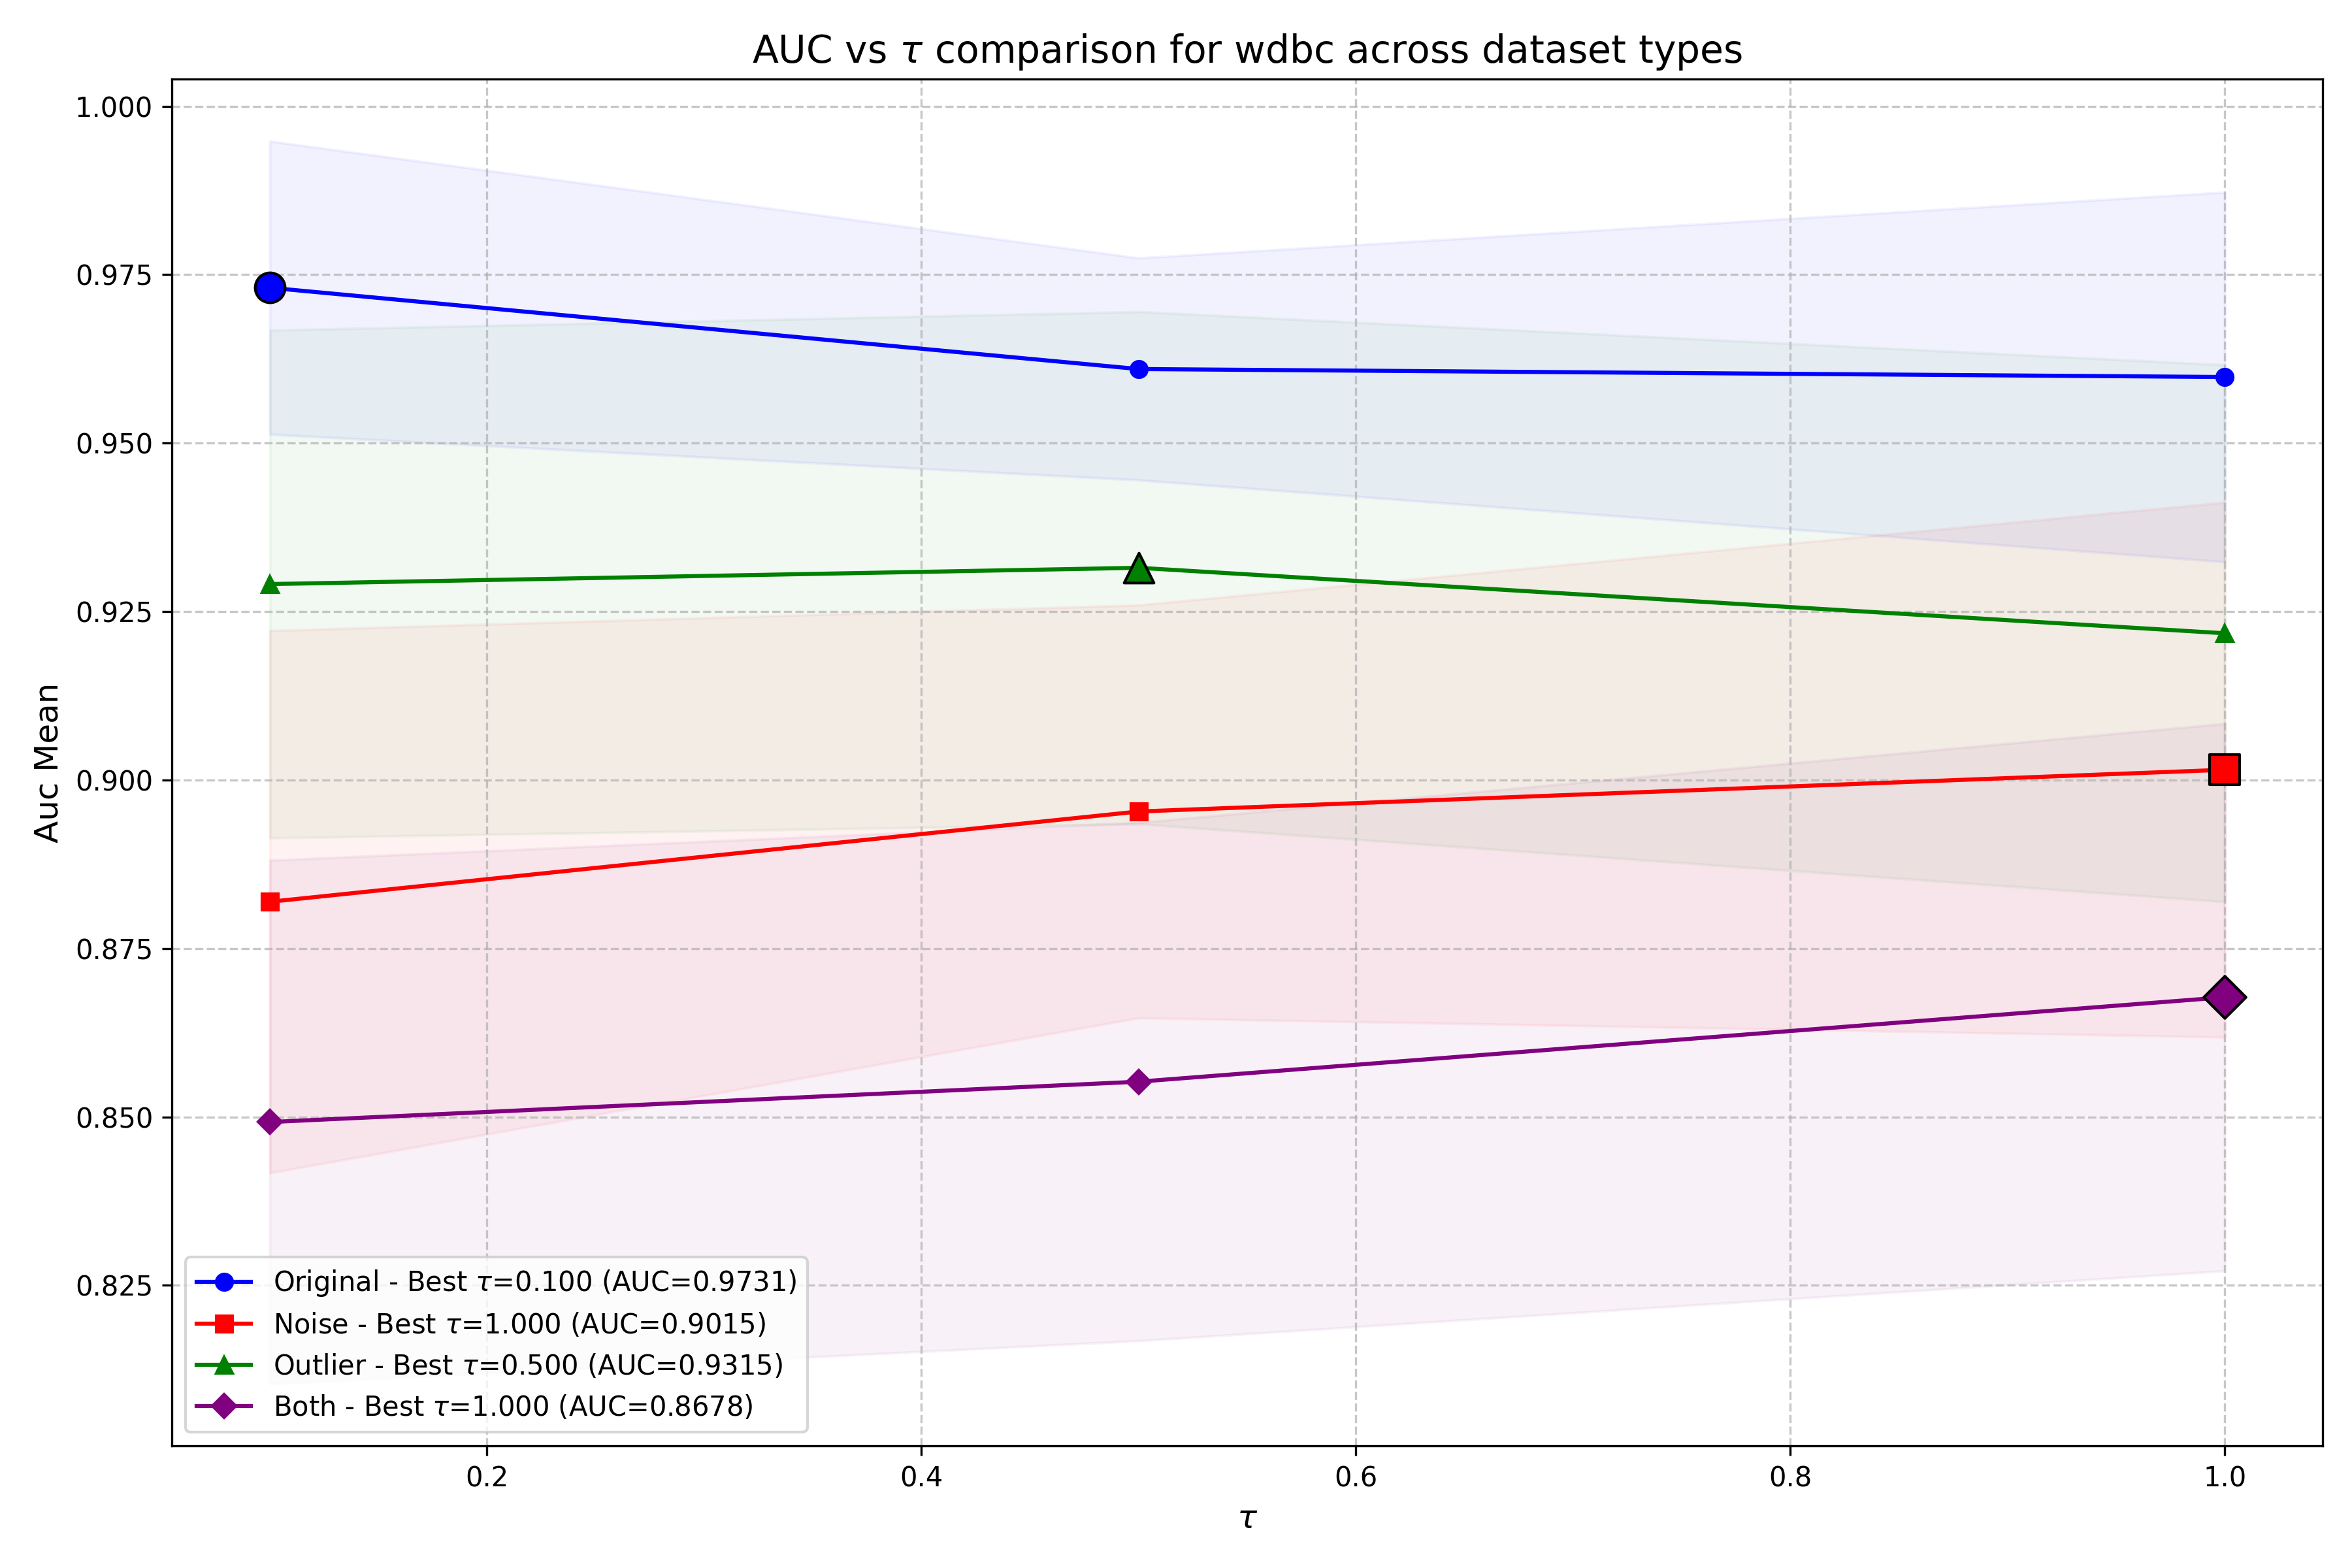 AUC vs τ comparison for wdbc across dataset types
1.000
0.975
0.950
0.925
0.900
0.875
0.850
0.825
Auc Mean
Original - Best τ=0.100 (AUC=0.9731)
Noise - Best τ=1.000 (AUC=0.9015)
Outlier - Best τ=0.500 (AUC=0.9315)
Both - Best τ=1.000 (AUC=0.8678)
0.2 0.4 0.6 0.8 1.0
τ